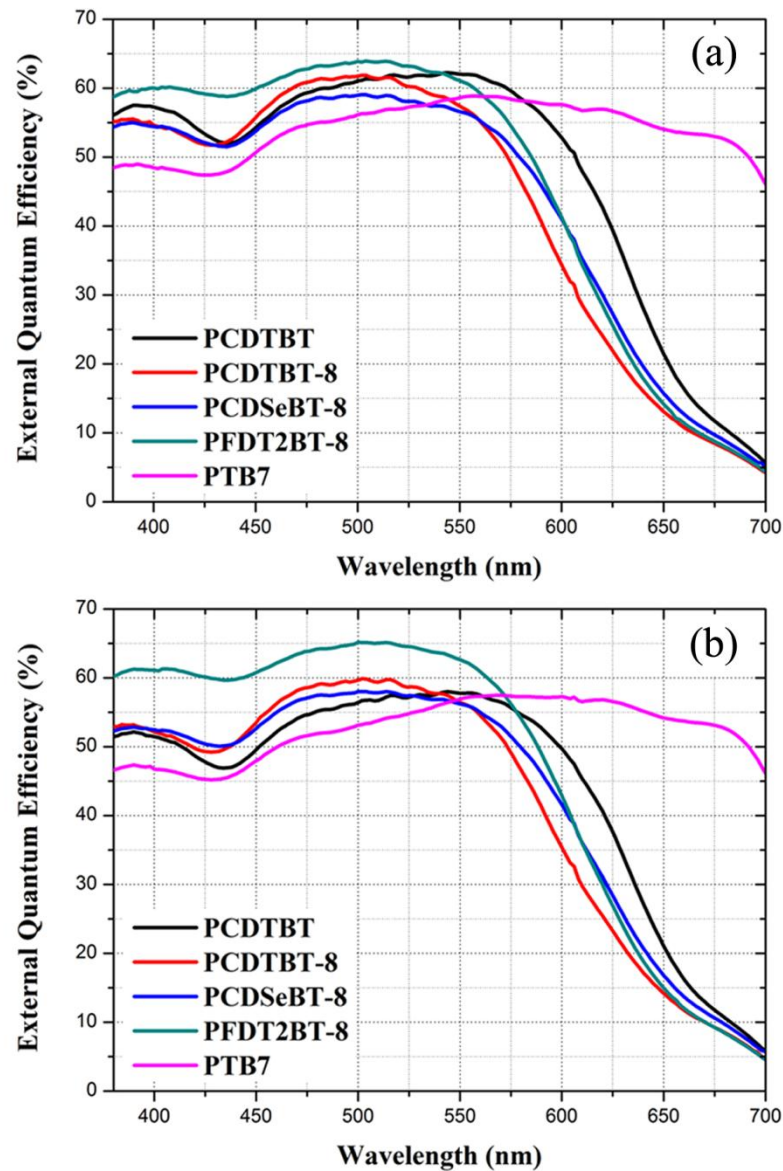 (a)
External Quantum Efficiency (%)
70
60
50
40
30
20
10
0
PCDTBT
PCDTBT-8
PCDSeBT-8
PFDT2BT-8
PTB7
400 450 500 550 600 650 700
Wavelength (nm)
(b)
External Quantum Efficiency (%)
70
60
50
40
30
20
10
0
PCDTBT
PCDTBT-8
PCDSeBT-8
PFDT2BT-8
PTB7
400 450 500 550 600 650 700
Wavelength (nm)